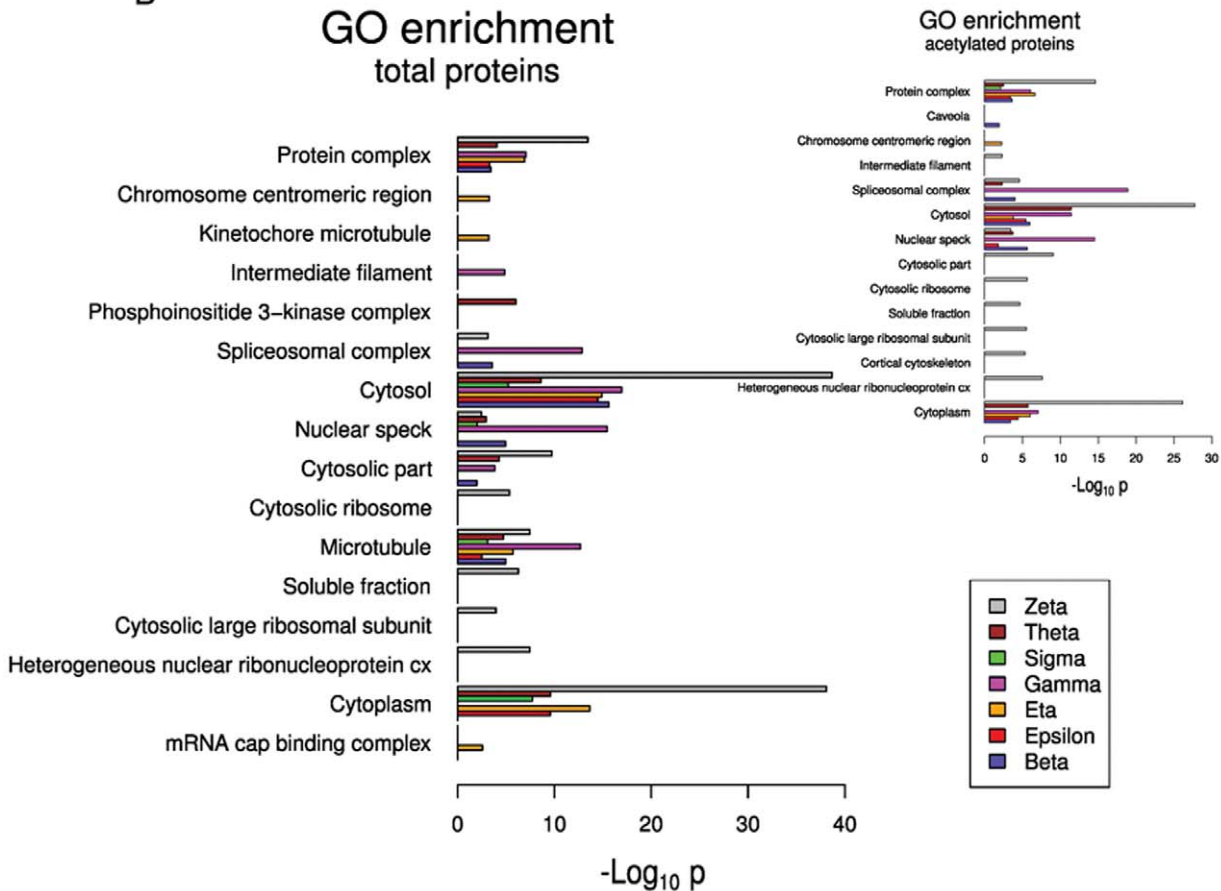 GO enrichment
total proteins
Protein complex
Chromosome centromeric region
Kinetochore microtubule
Intermediate filament
Phosphoinositide 3−kinase complex
Spliceosomal complex
Cytosol
Nuclear speck
Cytosolic part
Cytosolic ribosome
Microtubule
Soluble fraction
Cytosolic large ribosomal subunit
Heterogeneous nuclear ribonucleoprotein cx
Cytoplasm
mRNA cap binding complex
0 10 20 30 40
-Log10 p
GO enrichment
acetylated proteins
Protein complex
Caveola
Chromosome centromeric region
Intermediate filament
Spliceosomal complex
Cytosol
Nuclear speck
Cytosolic part
Cytosolic ribosome
Soluble fraction
Cytosolic large ribosomal subunit
Cortical cytoskeleton
Heterogeneous nuclear ribonucleoprotein cx
Cytoplasm
0 5 10 15 20 25 30
-Log10 p
Zeta
Theta
Sigma
Gamma
Eta
Epsilon
Beta